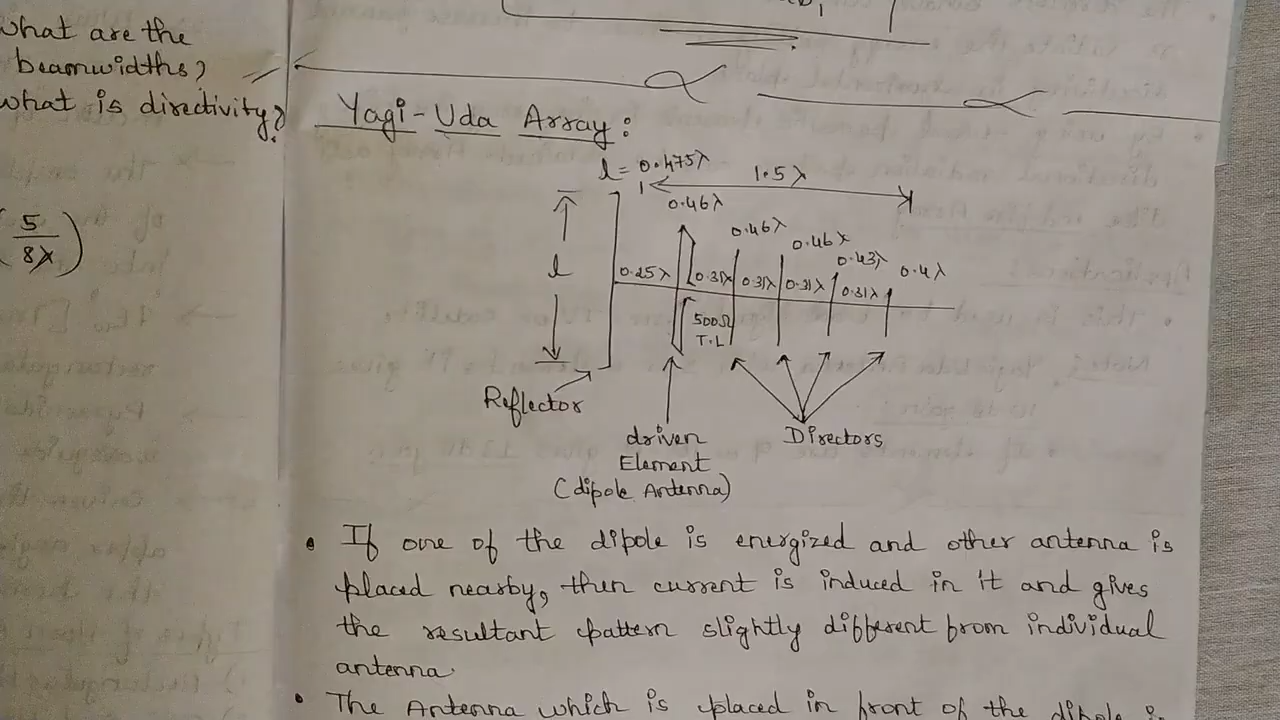 what are the
beamwidths?
what is directivity?
5
8λ
Yagi-Uda Array:
l = 0.475λ
1.5λ
0.46λ
0.46λ
0.46λ
0.43λ
0.4λ
l
0.25λ
0.31λ
0.31λ
0.31λ
0.31λ
500Ω
T.L
Reflector
driven
Element
(dipole Antenna)
Directors
• If one of the dipole is energized and other antenna is
placed nearby, then current is induced in it and gives
the resultant pattern slightly different from individual
antenna.
• The Antenna which is placed in front of the dipole is